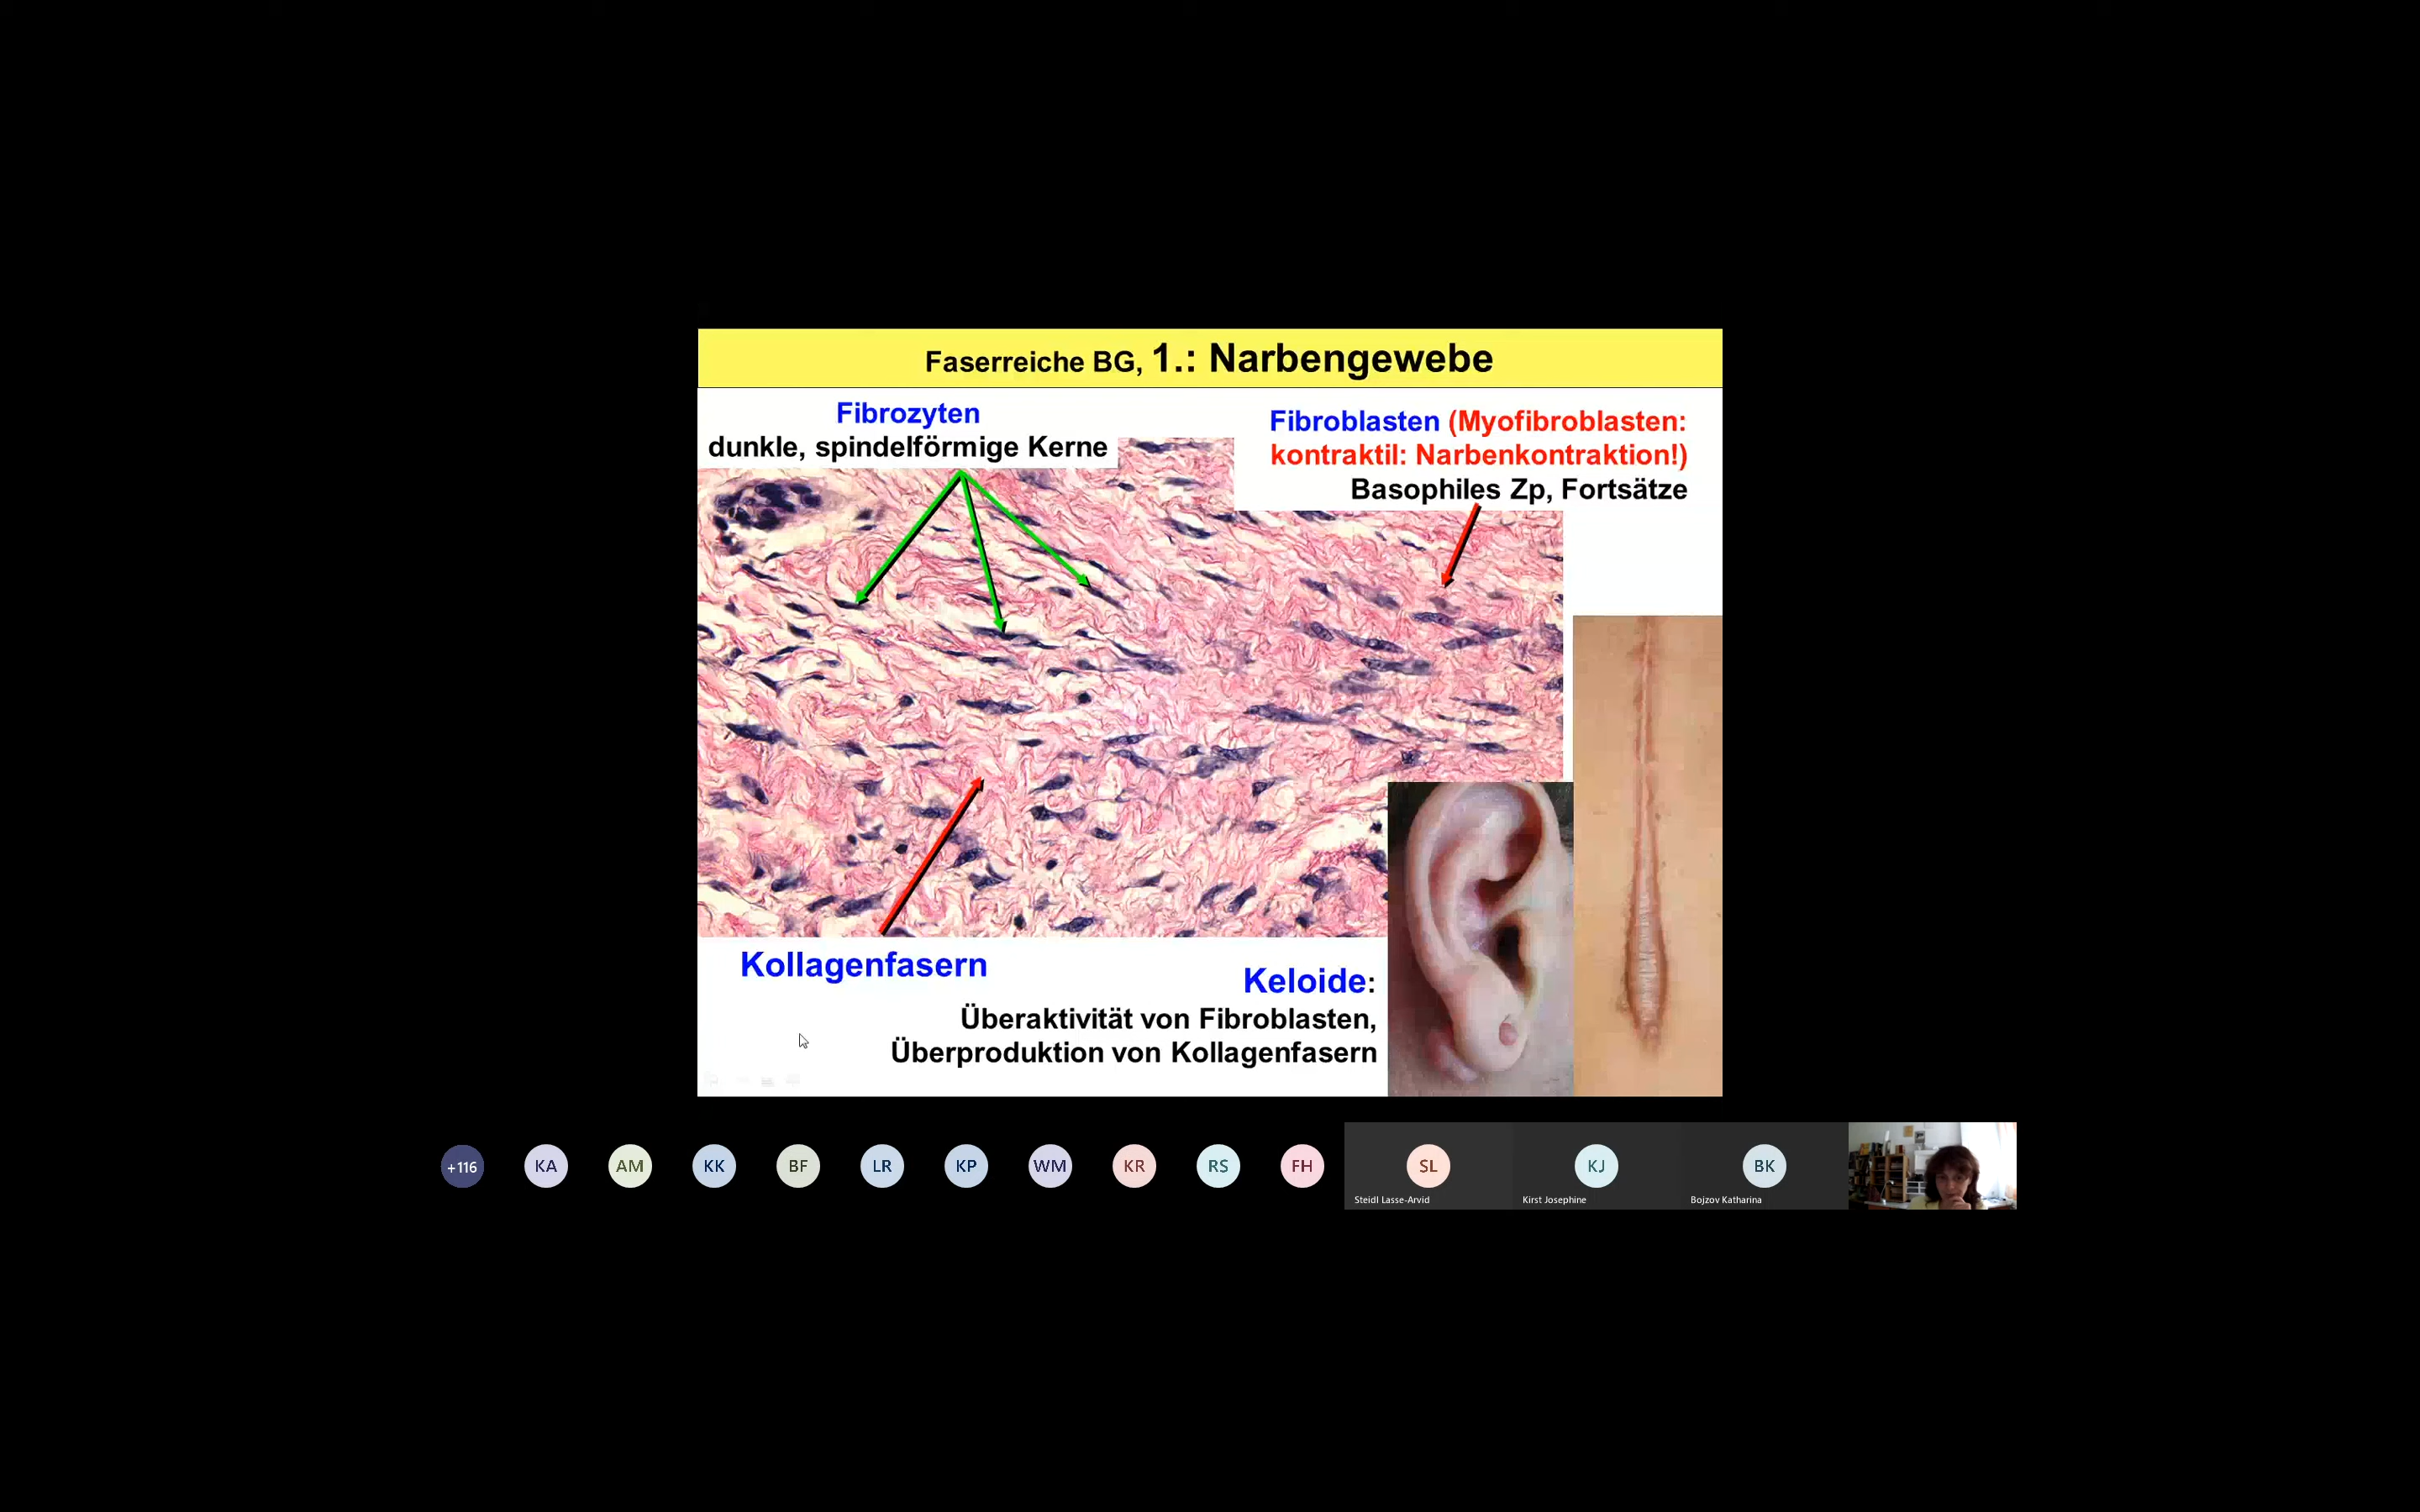 Faserreiche BG, 1.: Narbengewebe
Fibrozyten
dunkle, spindelförmige Kerne
Fibroblasten (Myofibroblasten:
kontraktil: Narbenkontraktion!)
Basophiles Zp, Fortsätze
Kollagenfasern
Keloide:
Überaktivität von Fibroblasten,
Überproduktion von Kollagenfasern
+116 KA AM KK BF LR KP WM KR RS FH SL KJ BK
Steidl Lasse-Arvid Kirst Josephine Bojzov Katharina